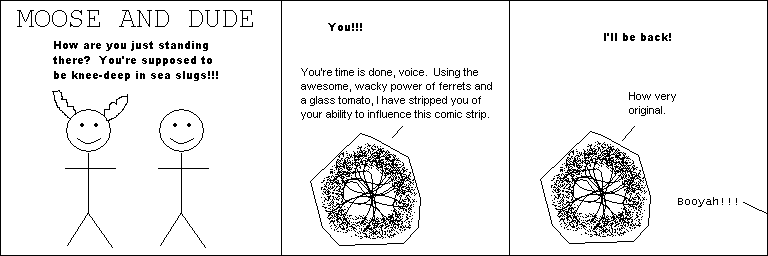 MOOSE AND DUDE
How are you just standing
there?  You're supposed to
be knee-deep in sea slugs!!!
You!!!
You're time is done, voice.  Using the
awesome, wacky power of ferrets and
a glass tomato, I have stripped you of
your ability to influence this comic strip.
I'll be back!
How very
original.
Booyah!!!